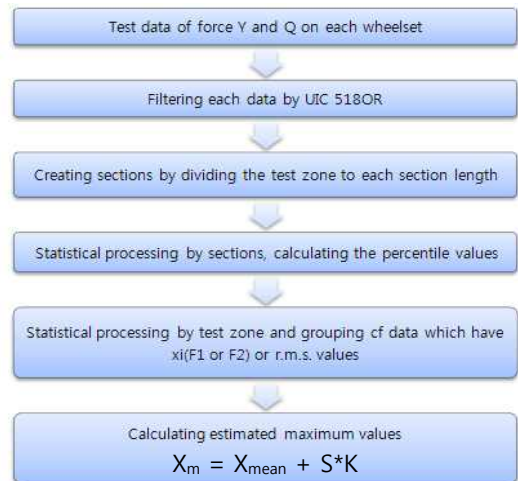 Test data of force Y and Q on each wheelset
Filtering each data by UIC 518OR
Creating sections by dividing the test zone to each section length
Statistical processing by sections, calculating the percentile values
Statistical processing by test zone and grouping cf data which have
xi(F1 or F2) or r.m.s. values
Calculating estimated maximum values
Xm = Xmean + S*K